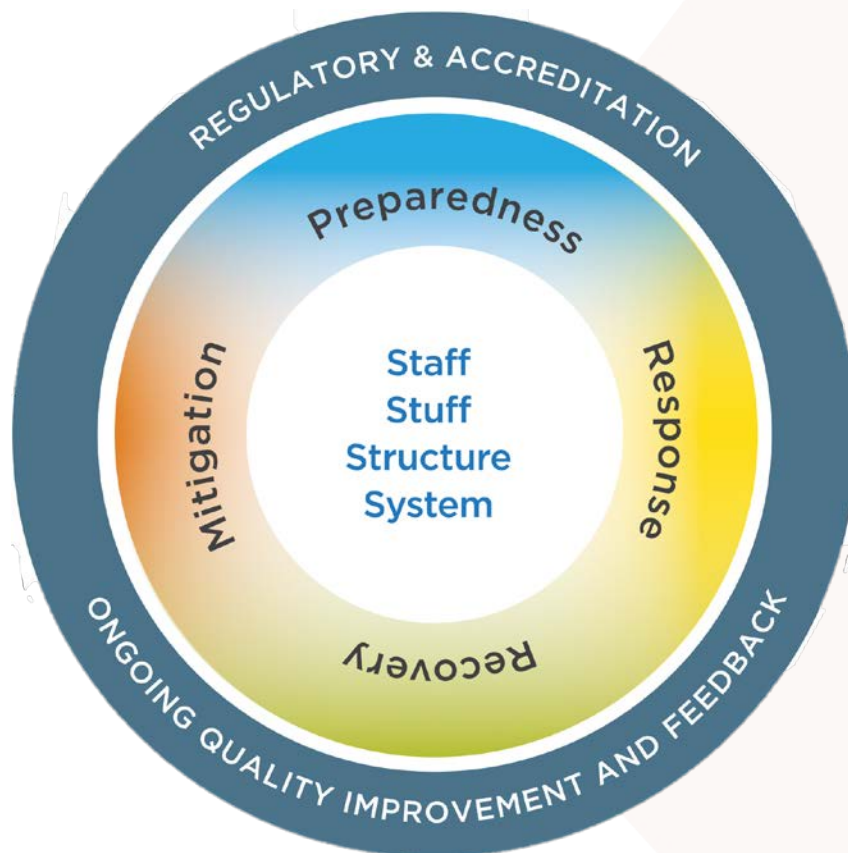 REGULATORY & ACCREDITATION
Preparedness
Response
Recovery
Mitigation
Staff
Stuff
Structure
System
ONGOING QUALITY IMPROVEMENT AND FEEDBACK